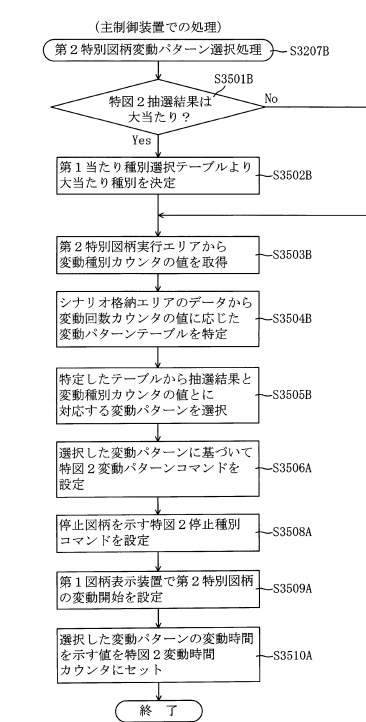 (主制御装置での処理)
第2特別図柄変動パターン選択処理
S3207B
S3501B
特図2抽選結果は
大当たり?
No
Yes
第1当たり種別選択テーブルより
大当たり種別を決定
S3502B
第2特別図柄実行エリアから
変動種別カウンタの値を取得
S3503B
シナリオ格納エリアのデータから
変動回数カウンタの値に応じた
変動パターンテーブルを特定
S3504B
特定したテーブルから抽選結果と
変動種別カウンタの値とに
対応する変動パターンを選択
S3505B
選択した変動パターンに基づいて
特図2変動パターンコマンドを
設定
S3506A
停止図柄を示す特図2停止種別
コマンドを設定
S3508A
第1図柄表示装置で第2特別図柄
の変動開始を設定
S3509A
選択した変動パターンの変動時間
を示す値を特図2変動時間
カウンタにセット
S3510A
終 了